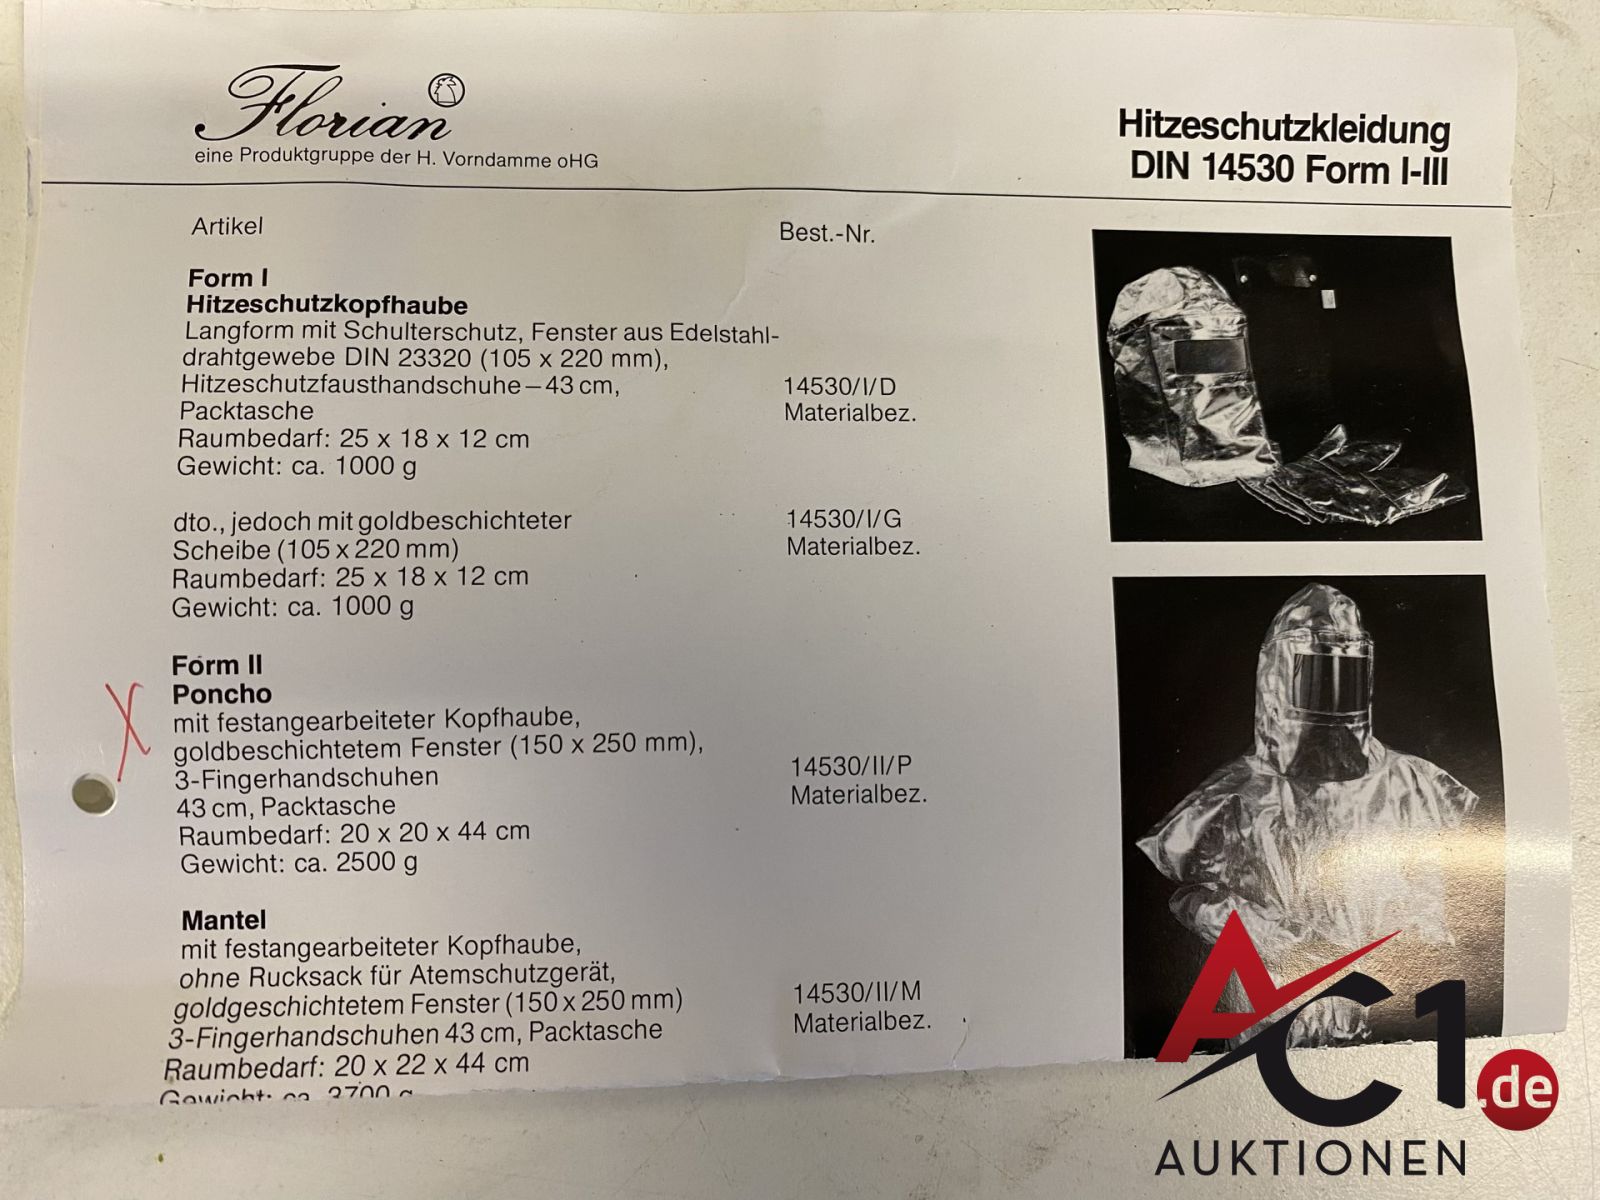 Florian
eine Produktgruppe der H. Vorndamme oHG
Hitzeschutzkleidung
DIN 14530 Form I-III
Artikel
Best.-Nr.
Form I
Hitzeschutzkopfhaube
Langform mit Schulterschutz, Fenster aus Edelstahl-
drahtgewebe DIN 23320 (105 x 220 mm),
Hitzeschutzfausthandschuhe – 43 cm,
14530/I/D
Packtasche
Materialbez.
Raumbedarf: 25 x 18 x 12 cm
Gewicht: ca. 1000 g
dto., jedoch mit goldbeschichteter
14530/I/G
Scheibe (105 x 220 mm)
Materialbez.
Raumbedarf: 25 x 18 x 12 cm
Gewicht: ca. 1000 g
Form II
Poncho
X
mit festangearbeiteter Kopfhaube,
goldbeschichtetem Fenster (150 x 250 mm),
3-Fingerhandschuhen
14530/II/P
43 cm, Packtasche
Materialbez.
Raumbedarf: 20 x 20 x 44 cm
Gewicht: ca. 2500 g
Mantel
mit festangearbeiteter Kopfhaube,
ohne Rucksack für Atemschutzgerät,
goldgeschichtetem Fenster (150 x 250 mm)
14530/II/M
3-Fingerhandschuhen 43 cm, Packtasche
Materialbez.
Raumbedarf: 20 x 22 x 44 cm
Gewicht: ca.
AC1.de
AUKTIONEN